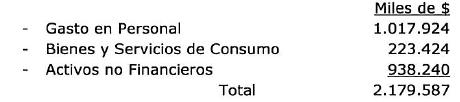 Miles de $
- Gasto en Personal 1.017.924
- Bienes y Servicios de Consumo 223.424
- Activos no Financieros 938.240
Total 2.179.587